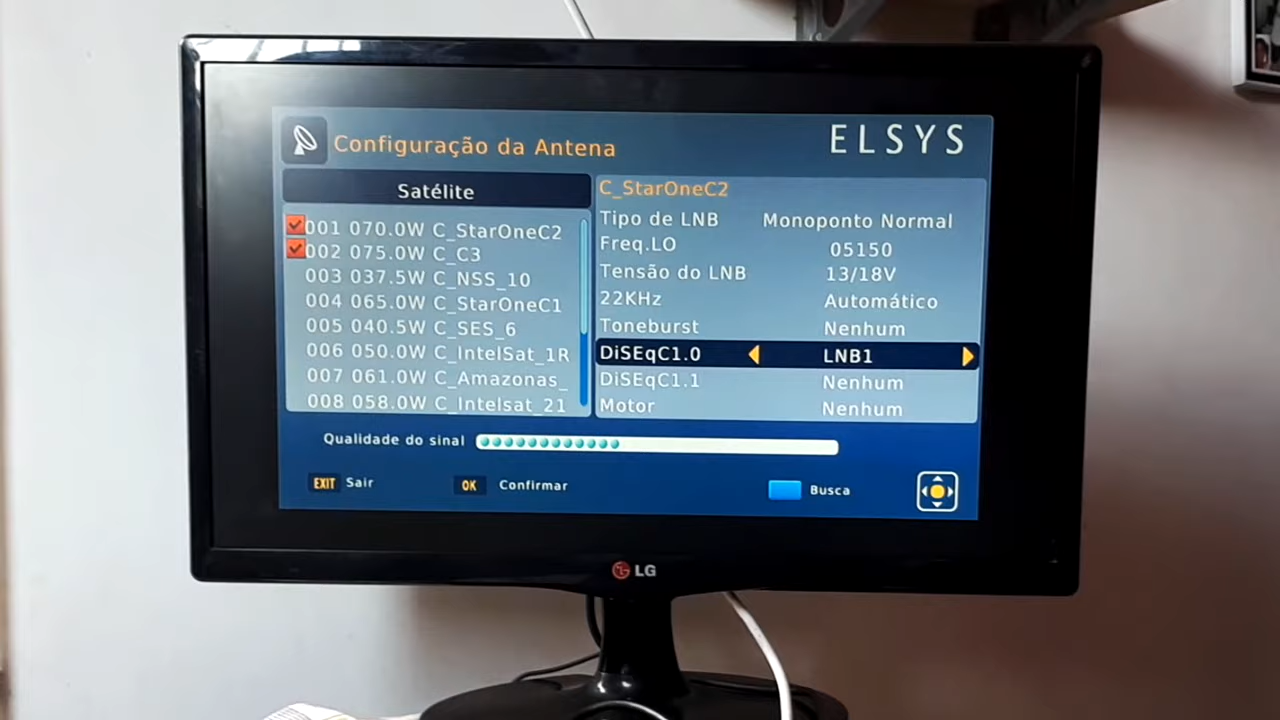 Configuração da Antena
ELSYS
Satélite
001 070.0W C_StarOneC2
002 075.0W C_C3
003 037.5W C_NSS_10
004 065.0W C_StarOneC1
005 040.5W C_SES_6
006 050.0W C_IntelSat_1R
007 061.0W C_Amazonas_
008 058.0W C_Intelsat_21
C_StarOneC2
Tipo de LNB Monoponto Normal
Freq.LO 05150
Tensão do LNB 13/18V
22KHz Automático
Toneburst Nenhum
DiSEqC1.0 LNB1
DiSEqC1.1 Nenhum
Motor Nenhum
Qualidade do sinal
EXIT Sair OK Confirmar Busca
LG